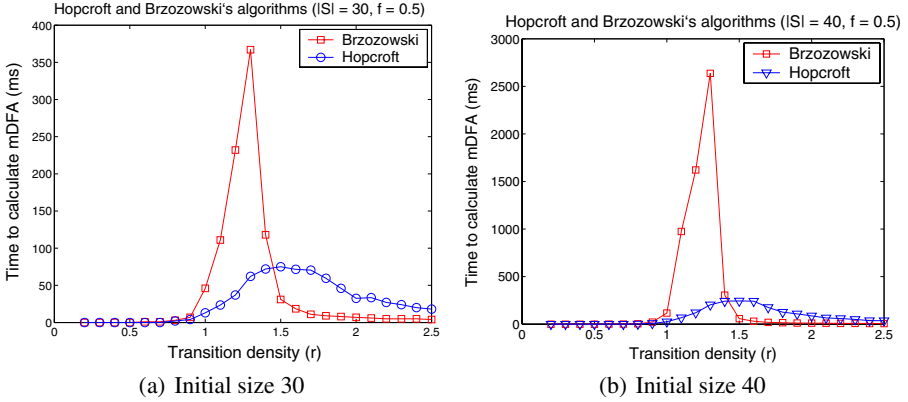 Hopcroft and Brzozowski's algorithms (|S| = 30, f = 0.5)
400
350
300
250
200
150
100
50
0
Time to calculate mDFA (ms)
Brzozowski
Hopcroft
0 0.5 1 1.5 2 2.5
Transition density (r)
(a) Initial size 30
Hopcroft and Brzozowski's algorithms (|S| = 40, f = 0.5)
3000
2500
2000
1500
1000
500
0
Time to calculate mDFA (ms)
Brzozowski
Hopcroft
0 0.5 1 1.5 2 2.5
Transition density (r)
(b) Initial size 40